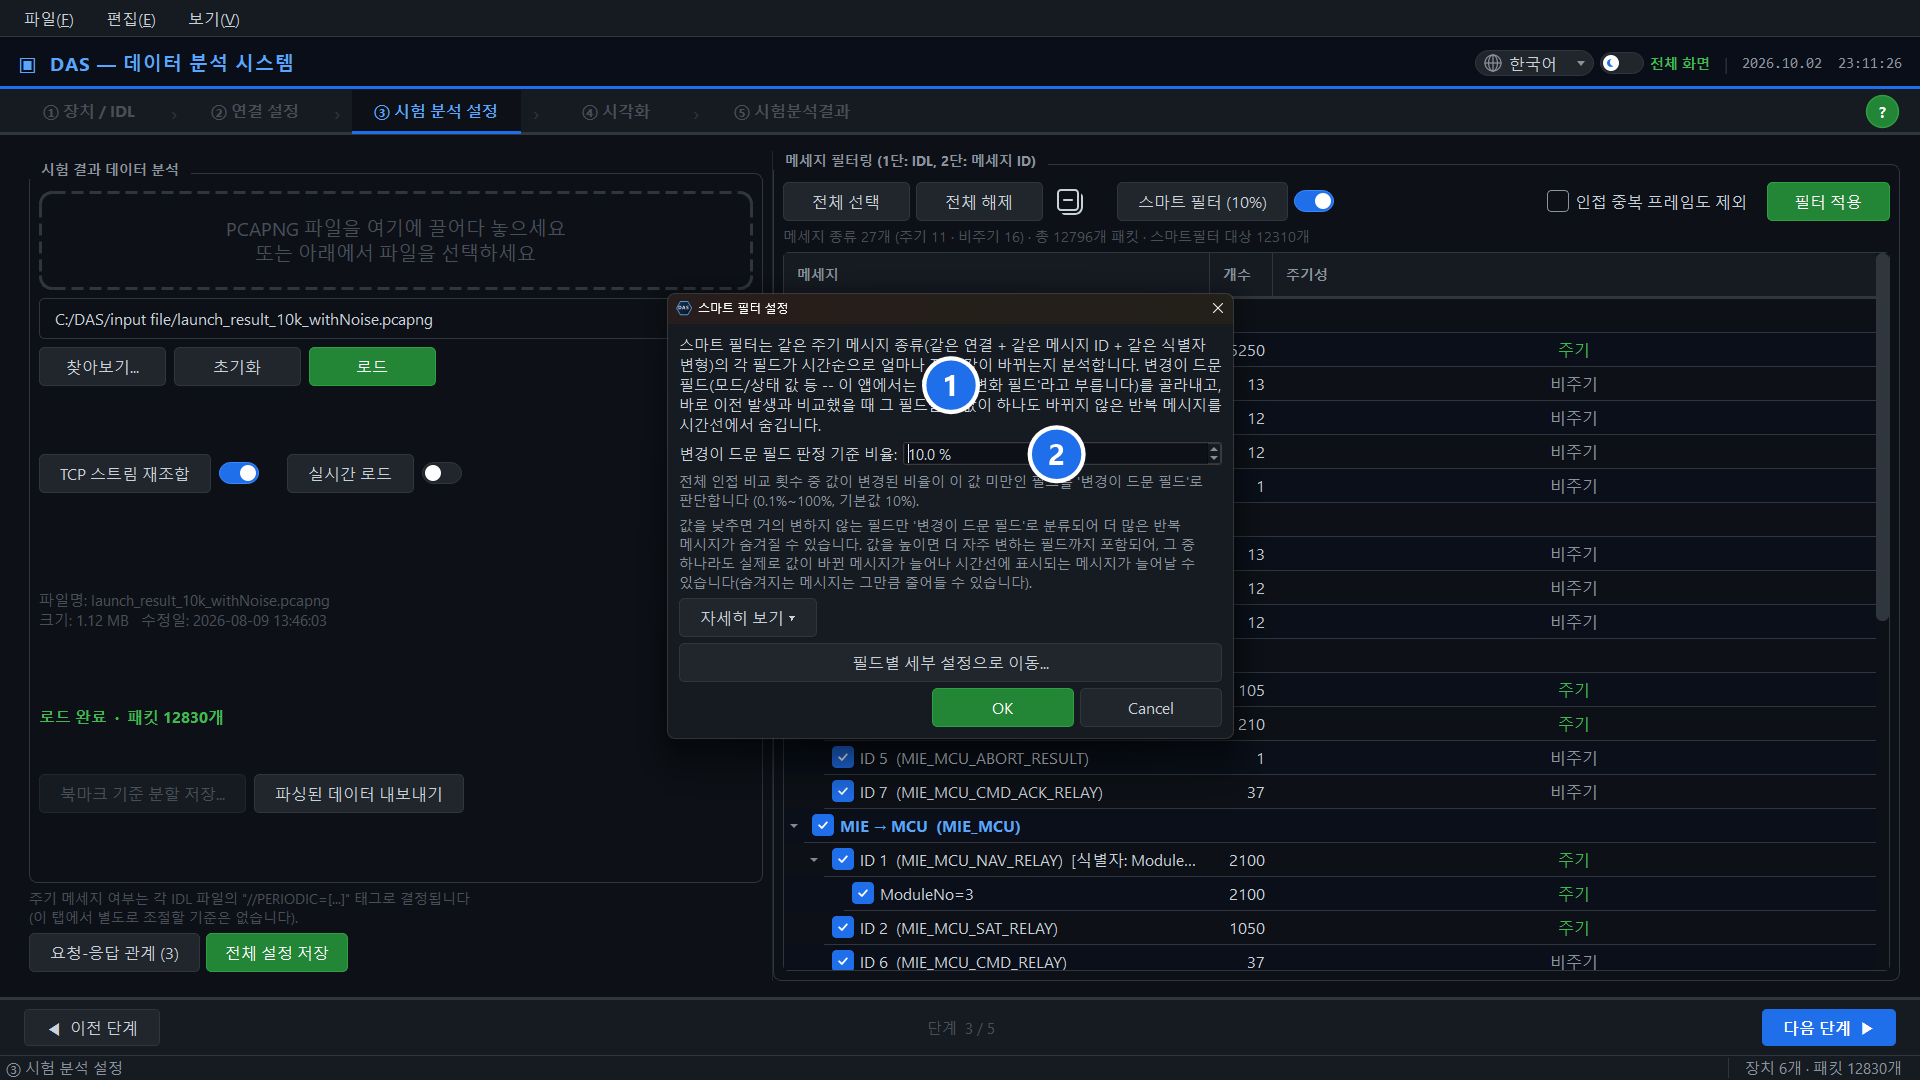 파일(F) 편집(E) 보기(V)
DAS — 데이터 분석 시스템
한국어 전체 화면 | 2026.10.02 23:11:26
① 장치 / IDL › ② 연결 설정 › ③ 시험 분석 설정 › ④ 시각화 › ⑤ 시험분석결과
?
시험 결과 데이터 분석
PCAPNG 파일을 여기에 끌어다 놓으세요
또는 아래에서 파일을 선택하세요
C:/DAS/input file/launch_result_10k_withNoise.pcapng
찾아보기... 초기화 로드
TCP 스트림 재조합 실시간 로드
파일명: launch_result_10k_withNoise.pcapng
크기: 1.12 MB 수정일: 2026-08-09 13:46:03
로드 완료 · 패킷 12830개
북마크 기준 분할 저장... 파싱된 데이터 내보내기
주기 메세지 여부는 각 IDL 파일의 "//PERIODIC=[...]" 태그로 결정됩니다
(이 탭에서 별도로 조절할 기준은 없습니다).
요청-응답 관계 (3) 전체 설정 저장
메세지 필터링 (1단: IDL, 2단: 메세지 ID)
전체 선택 전체 해제 스마트 필터 (10%) 인접 중복 프레임도 제외 필터 적용
메세지 종류 27개 (주기 11 · 비주기 16) · 총 12796개 패킷 · 스마트필터 대상 12310개
메세지 개수 주기성
5250 주기
13 비주기
12 비주기
12 비주기
1 비주기
13 비주기
12 비주기
12 비주기
105 주기
210 주기
ID 5 (MIE_MCU_ABORT_RESULT) 1 비주기
ID 7 (MIE_MCU_CMD_ACK_RELAY) 37 비주기
MIE → MCU (MIE_MCU)
ID 1 (MIE_MCU_NAV_RELAY) [식별자: Module... 2100 주기
ModuleNo=3 2100 주기
ID 2 (MIE_MCU_SAT_RELAY) 1050 주기
ID 6 (MIE_MCU_CMD_RELAY) 37 비주기
DAS 스마트 필터 설정
스마트 필터는 같은 주기 메시지 종류(같은 연결 + 같은 메시지 ID + 같은 식별자
변형)의 각 필드가 시간순으로 얼마나 값이 바뀌는지 분석합니다. 변경이 드문
필드(모드/상태 값 등 -- 이 앱에서는 변화 필드'라고 부릅니다)를 골라내고,
바로 이전 발생과 비교했을 때 그 필드 값이 하나도 바뀌지 않은 반복 메시지를
시간선에서 숨깁니다.
1
변경이 드문 필드 판정 기준 비율: 10.0 %
2
전체 인접 비교 횟수 중 값이 변경된 비율이 이 값 미만인 필드를 '변경이 드문 필드'로
판단합니다 (0.1%~100%, 기본값 10%).
값을 낮추면 거의 변하지 않는 필드만 '변경이 드문 필드'로 분류되어 더 많은 반복
메시지가 숨겨질 수 있습니다. 값을 높이면 더 자주 변하는 필드까지 포함되어, 그 중
하나라도 실제로 값이 바뀐 메시지가 늘어나 시간선에 표시되는 메시지가 늘어날 수
있습니다(숨겨지는 메시지는 그만큼 줄어들 수 있습니다).
자세히 보기 ▾
필드별 세부 설정으로 이동...
OK Cancel
◀ 이전 단계 단계 3 / 5 다음 단계 ▶
③ 시험 분석 설정 장치 6개 · 패킷 12830개